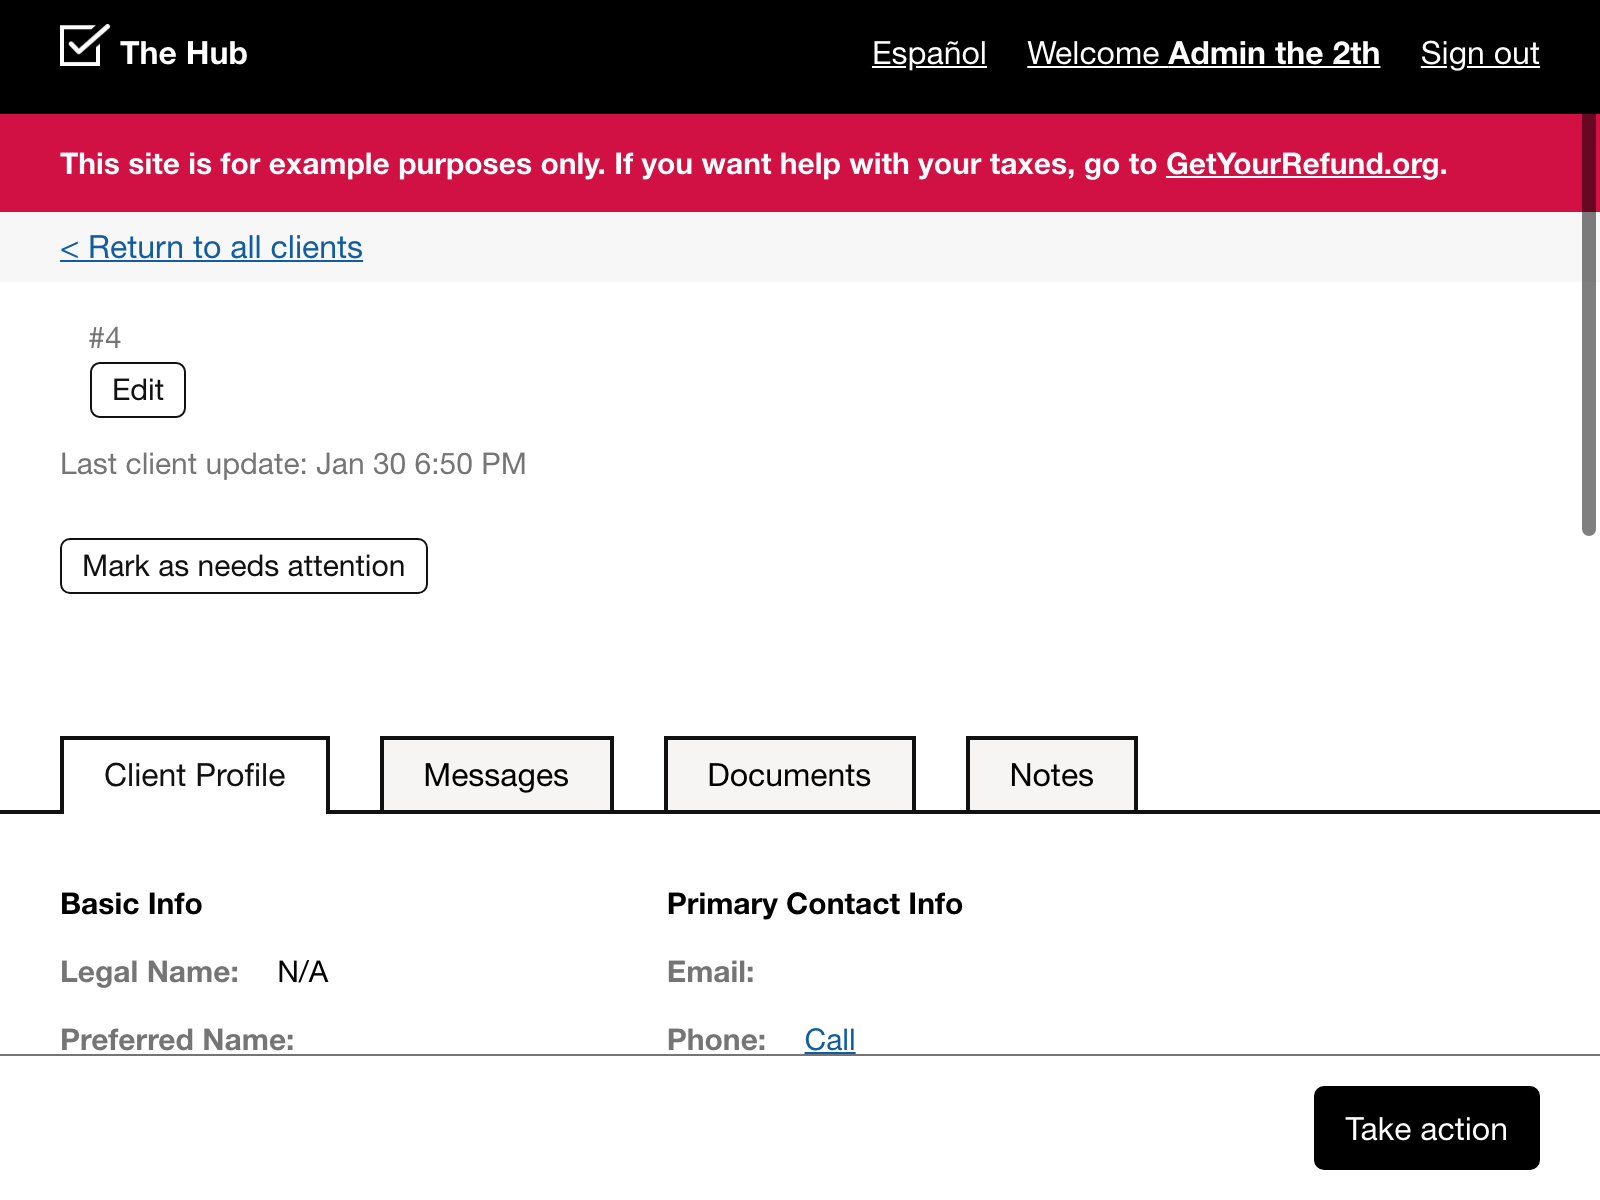 The Hub
Español Welcome Admin the 2th Sign out
This site is for example purposes only. If you want help with your taxes, go to GetYourRefund.org.
< Return to all clients
#4
Edit
Last client update: Jan 30 6:50 PM
Mark as needs attention
Client Profile Messages Documents Notes
Basic Info
Legal Name: N/A
Preferred Name:
Primary Contact Info
Email:
Phone: Call
Take action